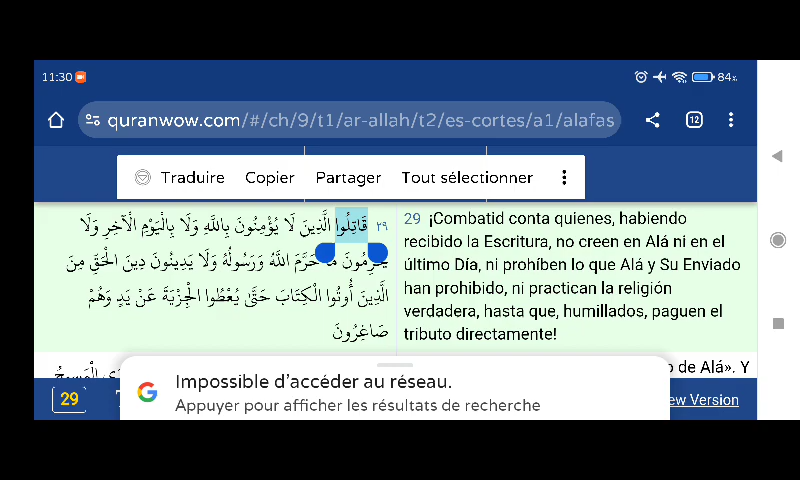 11:30
84%
quranwow.com/#/ch/9/t1/ar-allah/t2/es-cortes/a1/alafas
12
Traduire Copier Partager Tout sélectionner
٢٩ قَاتِلُوا الَّذِينَ لَا يُؤْمِنُونَ بِاللَّهِ وَلَا بِالْيَوْمِ الْآخِرِ وَلَا
يُحَرِّمُونَ مَا حَرَّمَ اللَّهُ وَرَسُولُهُ وَلَا يَدِينُونَ دِينَ الْحَقِّ مِنَ
الَّذِينَ أُوتُوا الْكِتَابَ حَتَّىٰ يُعْطُوا الْجِزْيَةَ عَنْ يَدٍ وَهُمْ
صَاغِرُونَ
29 ¡Combatid conta quienes, habiendo
recibido la Escritura, no creen en Alá ni en el
último Día, ni prohíben lo que Alá y Su Enviado
han prohibido, ni practican la religión
verdadera, hasta que, humillados, paguen el
tributo directamente!
o de Alá». Y
Impossible d'accéder au réseau.
Appuyer pour afficher les résultats de recherche
29
ew Version